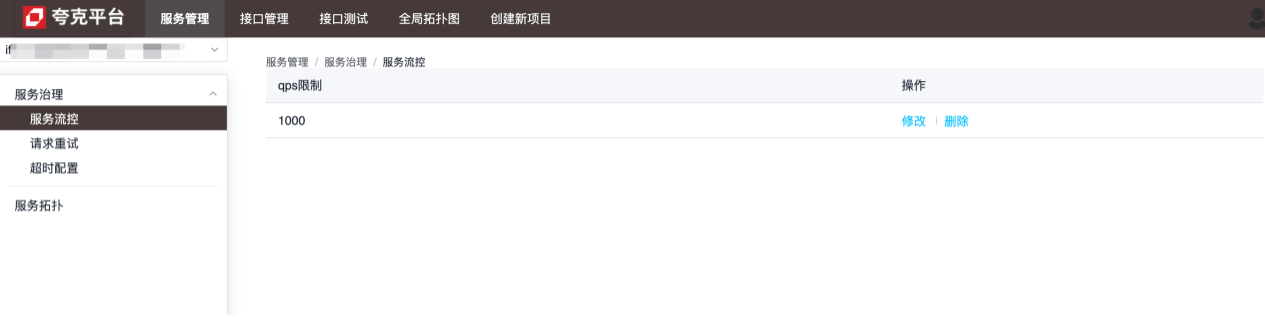 夸克平台 服务管理 接口管理 接口测试 全局拓扑图 创建新项目
if
服务管理 / 服务治理 / 服务流控
qps限制 操作
1000 修改 删除
服务治理
服务流控
请求重试
超时配置
服务拓扑